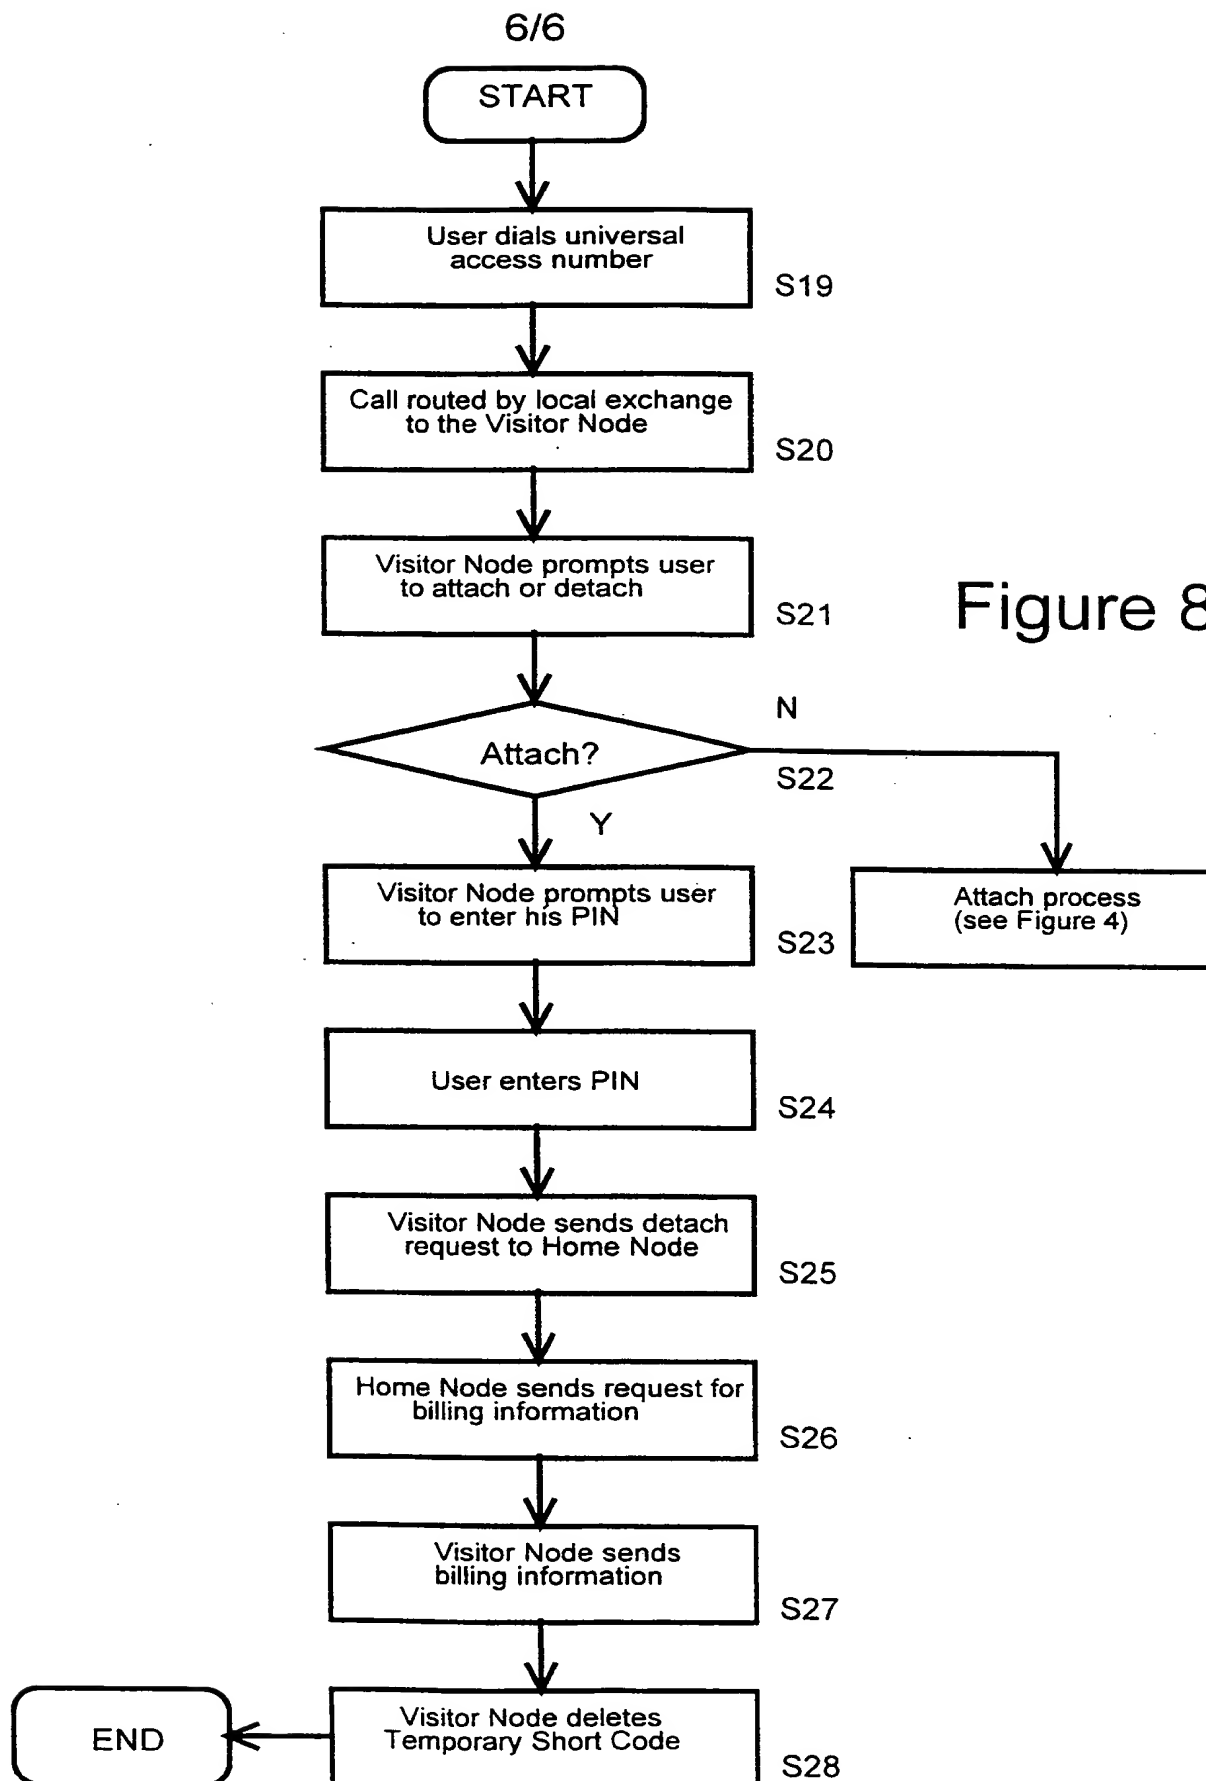 6/6
START
User dials universal
access number
S19
Call routed by local exchange
to the Visitor Node
S20
Visitor Node prompts user
to attach or detach
S21
Figure 8
Attach?
N
S22
Y
Visitor Node prompts user
to enter his PIN
S23
Attach process
(see Figure 4)
User enters PIN
S24
Visitor Node sends detach
request to Home Node
S25
Home Node sends request for
billing information
S26
Visitor Node sends
billing information
S27
Visitor Node deletes
Temporary Short Code
S28
END